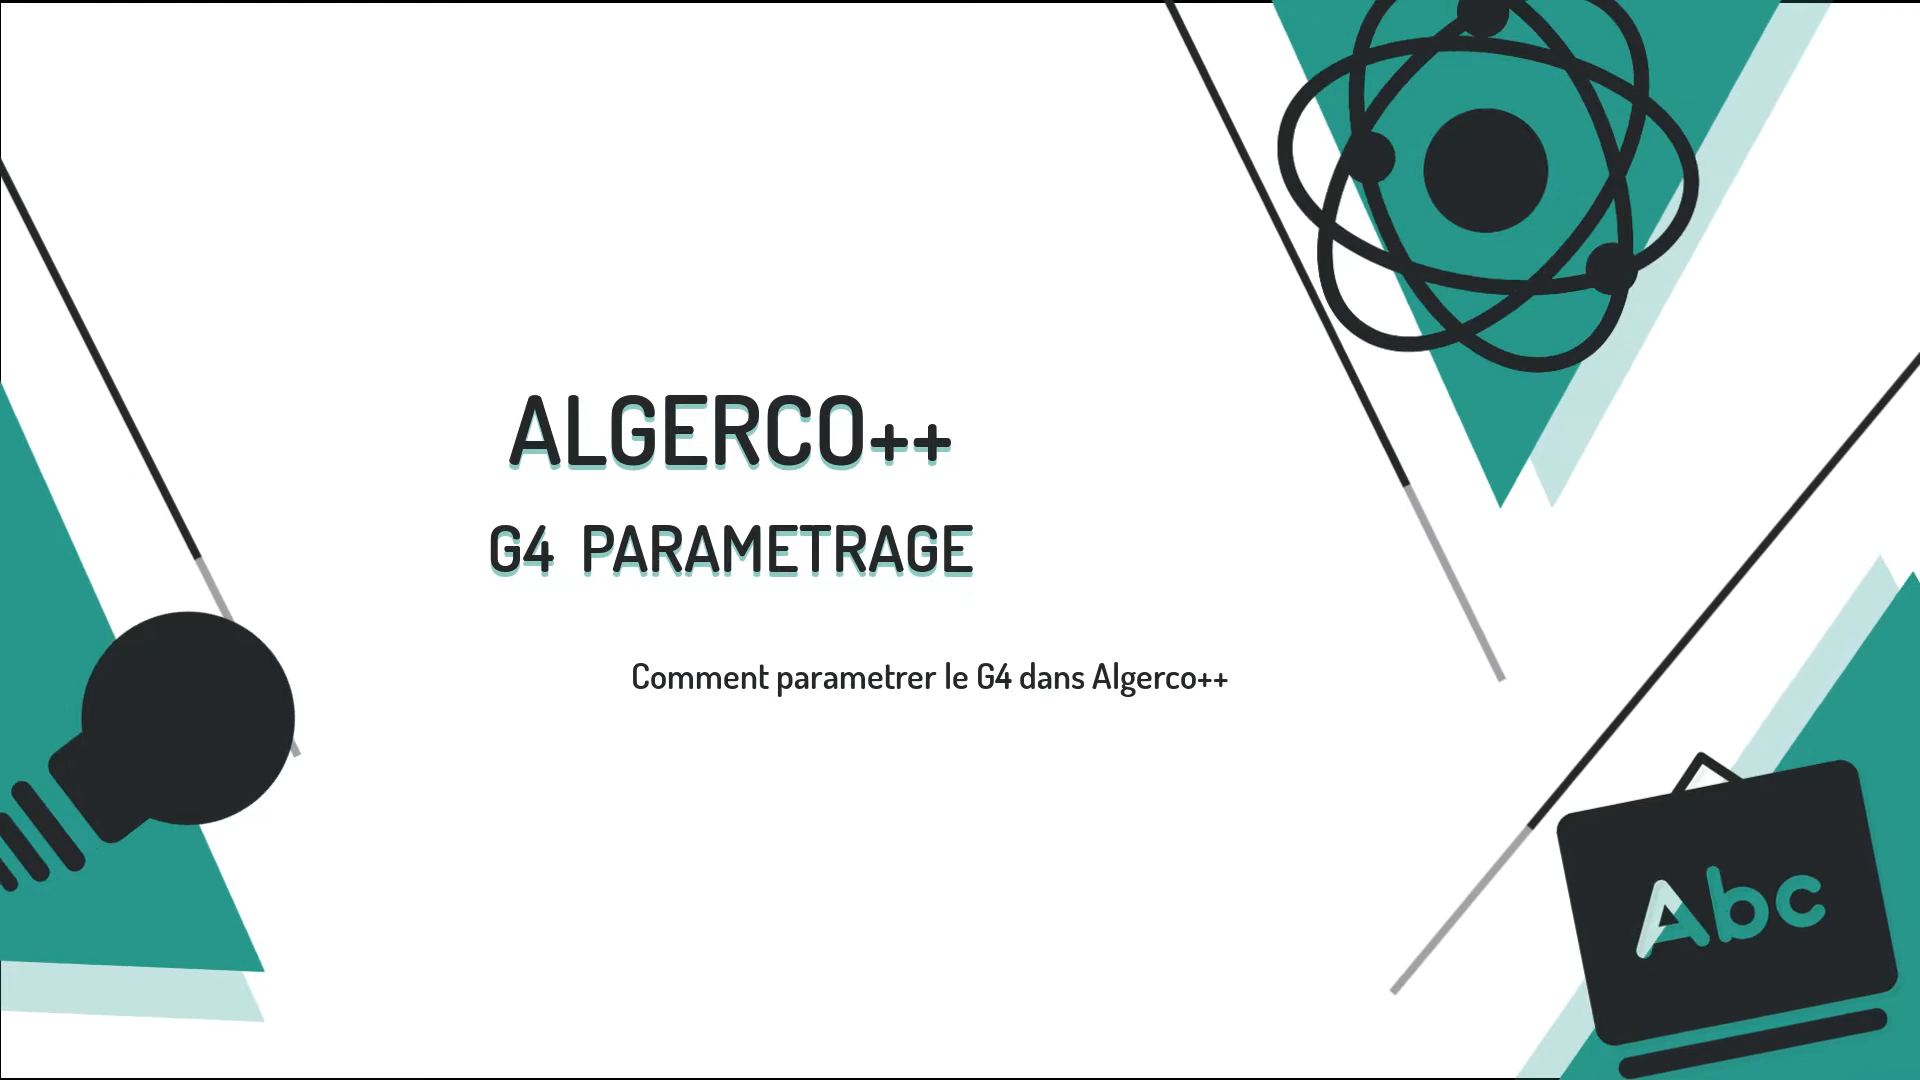 ALGERCO++
G4 PARAMETRAGE
Comment parametrer le G4 dans Algerco++
Abc